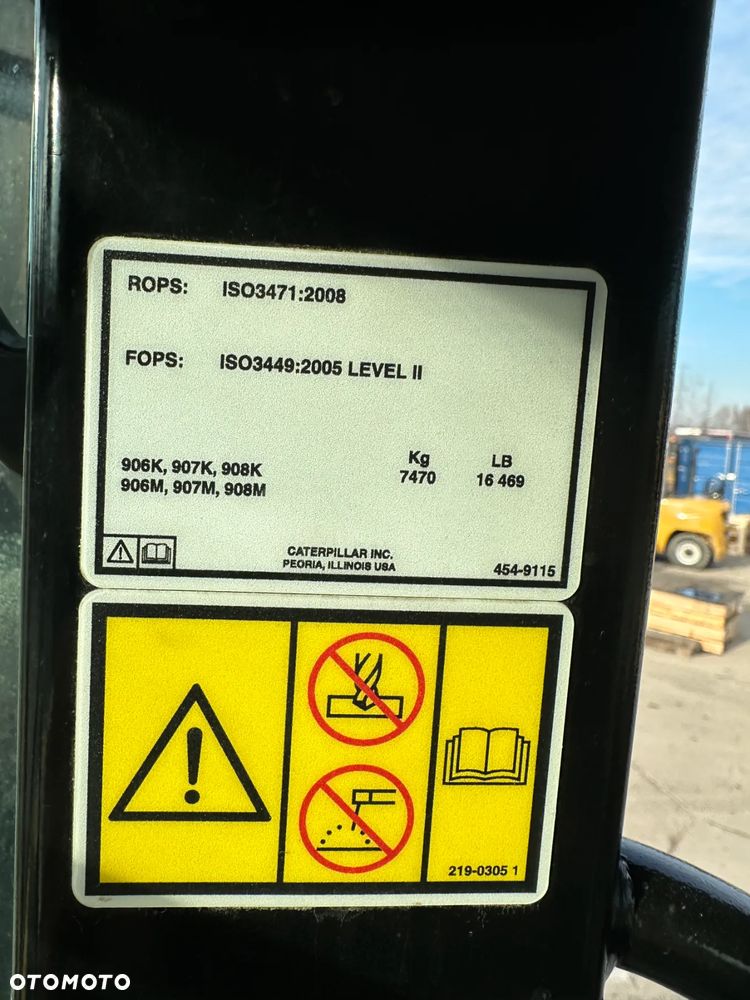 ROPS: ISO3471:2008
FOPS: ISO3449:2005 LEVEL II
Kg LB
906K, 907K, 908K 7470 16 469
906M, 907M, 908M
CATERPILLAR INC.
PEORIA, ILLINOIS USA
454-9115
219-0305 1
OTOMOTO